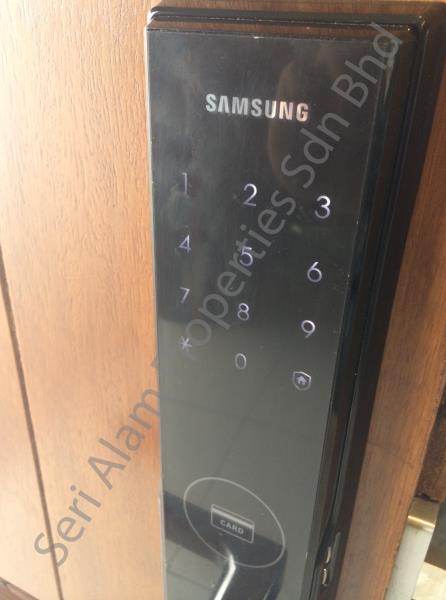 SAMSUNG
1 2 3
4 5 6
7 8 9
* 0
CARD
Seri Alam Properties Sdn Bhd